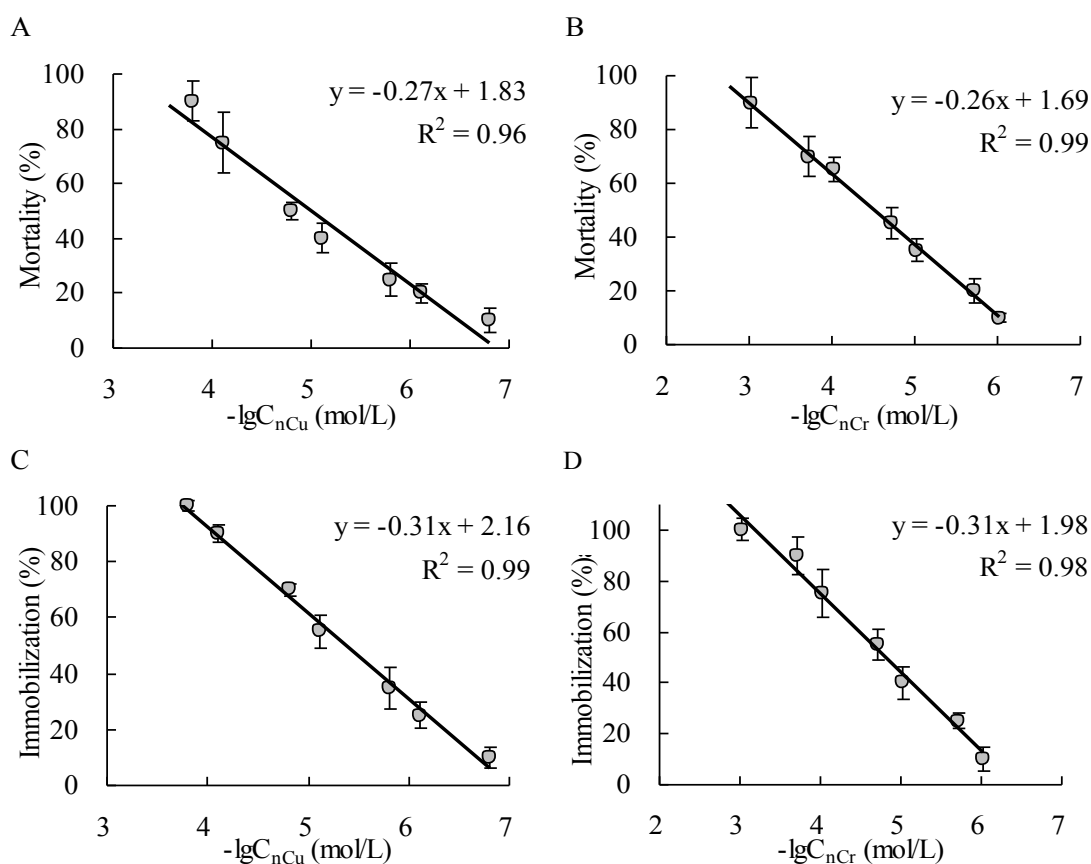 A
100
80
60
40
20
0
Mortality (%)
y = -0.27x + 1.83
R² = 0.96
3 4 5 6 7
-lgCnCu (mol/L)
B
100
80
60
40
20
0
Mortality (%)
y = -0.26x + 1.69
R² = 0.99
2 3 4 5 6 7
-lgCnCr (mol/L)
C
100
80
60
40
20
0
Immobilization (%)
y = -0.31x + 2.16
R² = 0.99
3 4 5 6 7
-lgCnCu (mol/L)
D
100
80
60
40
20
0
Immobilization (%)
y = -0.31x + 1.98
R² = 0.98
2 3 4 5 6 7
-lgCnCr (mol/L)